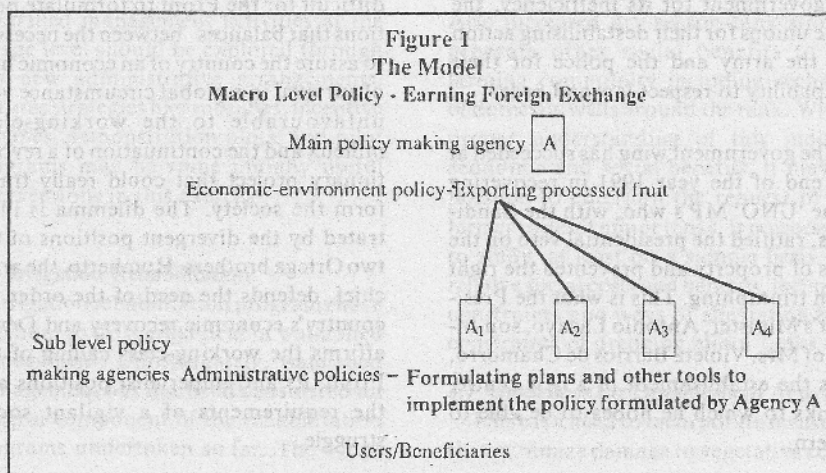 Figure 1
The Model
Macro Level Policy - Earning Foreign Exchange
Main policy making agency A
Economic-environment policy-Exporting processed fruit
A1 A2 A3 A4
Sub level policy
making agencies Administrative policies – Formulating plans and other tools to
implement the policy formulated by Agency A
Users/Beneficiaries